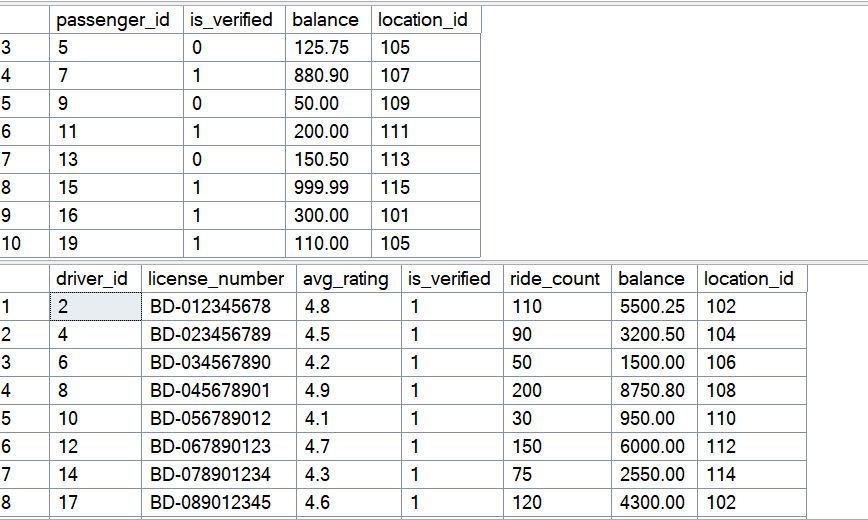 passenger_id is_verified balance location_id
3 5 0 125.75 105
4 7 1 880.90 107
5 9 0 50.00 109
6 11 1 200.00 111
7 13 0 150.50 113
8 15 1 999.99 115
9 16 1 300.00 101
10 19 1 110.00 105
driver_id license_number avg_rating is_verified ride_count balance location_id
1 2 BD-012345678 4.8 1 110 5500.25 102
2 4 BD-023456789 4.5 1 90 3200.50 104
3 6 BD-034567890 4.2 1 50 1500.00 106
4 8 BD-045678901 4.9 1 200 8750.80 108
5 10 BD-056789012 4.1 1 30 950.00 110
6 12 BD-067890123 4.7 1 150 6000.00 112
7 14 BD-078901234 4.3 1 75 2550.00 114
8 17 BD-089012345 4.6 1 120 4300.00 102